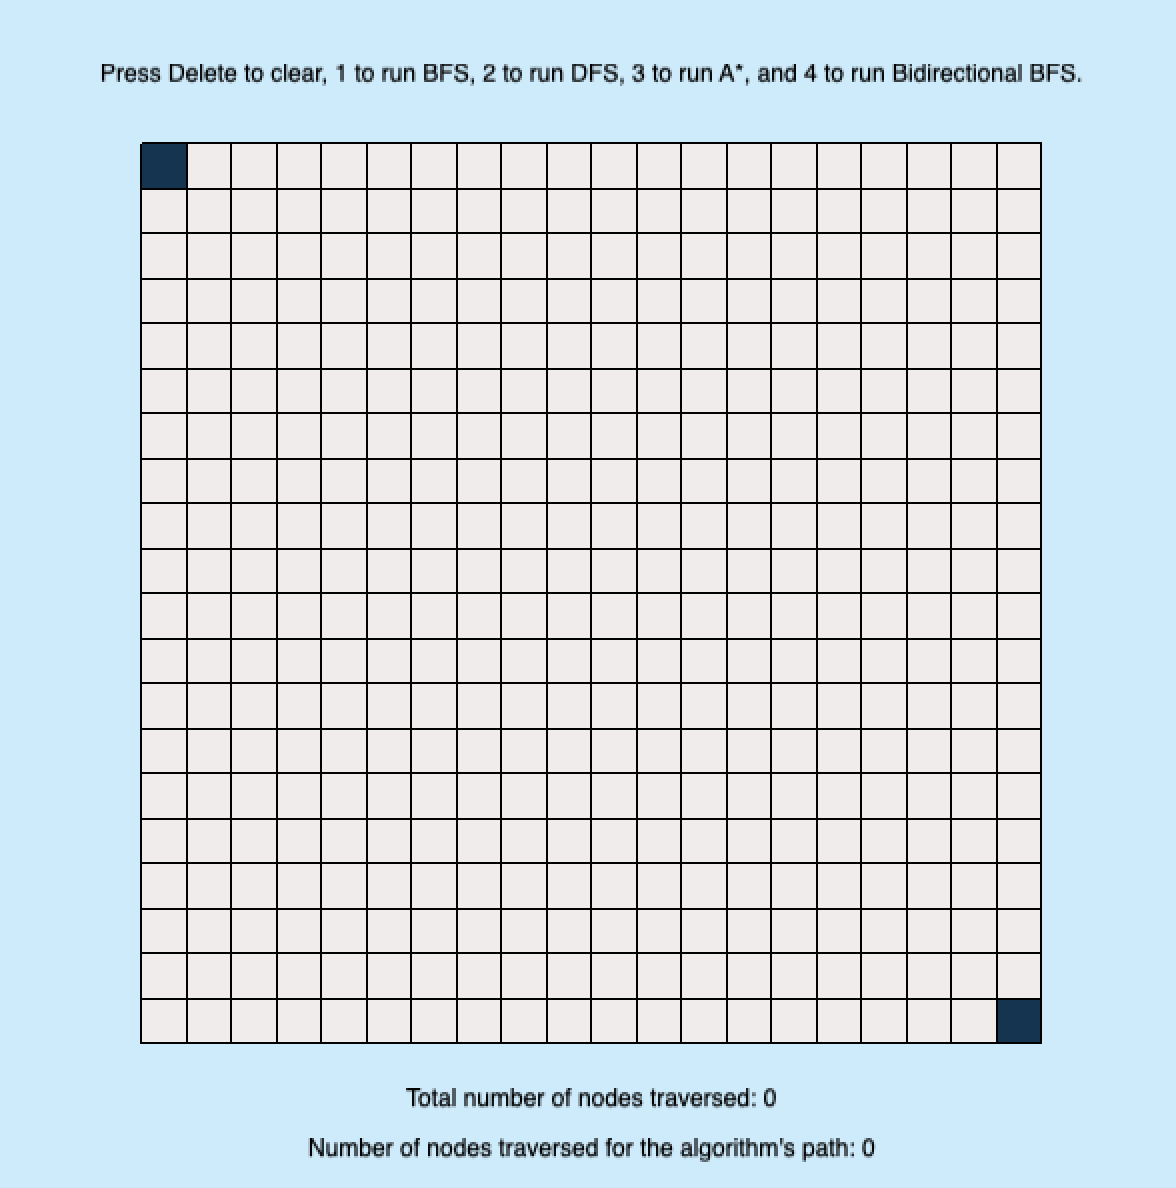 Press Delete to clear, 1 to run BFS, 2 to run DFS, 3 to run A*, and 4 to run Bidirectional BFS.
Total number of nodes traversed: 0
Number of nodes traversed for the algorithm's path: 0